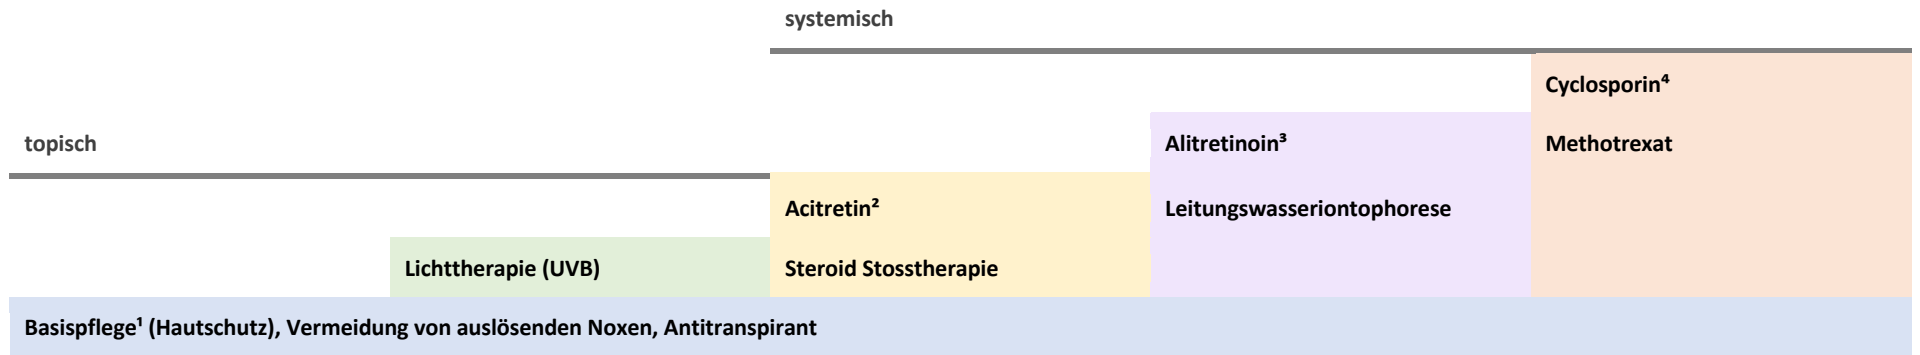 systemisch
Cyclosporin⁴
topisch
Alitretinoin³
Methotrexat
Acitretin²
Leitungswasseriontophorese
Lichttherapie (UVB)
Steroid Stosstherapie
Basispflege¹ (Hautschutz), Vermeidung von auslösenden Noxen, Antitranspirant